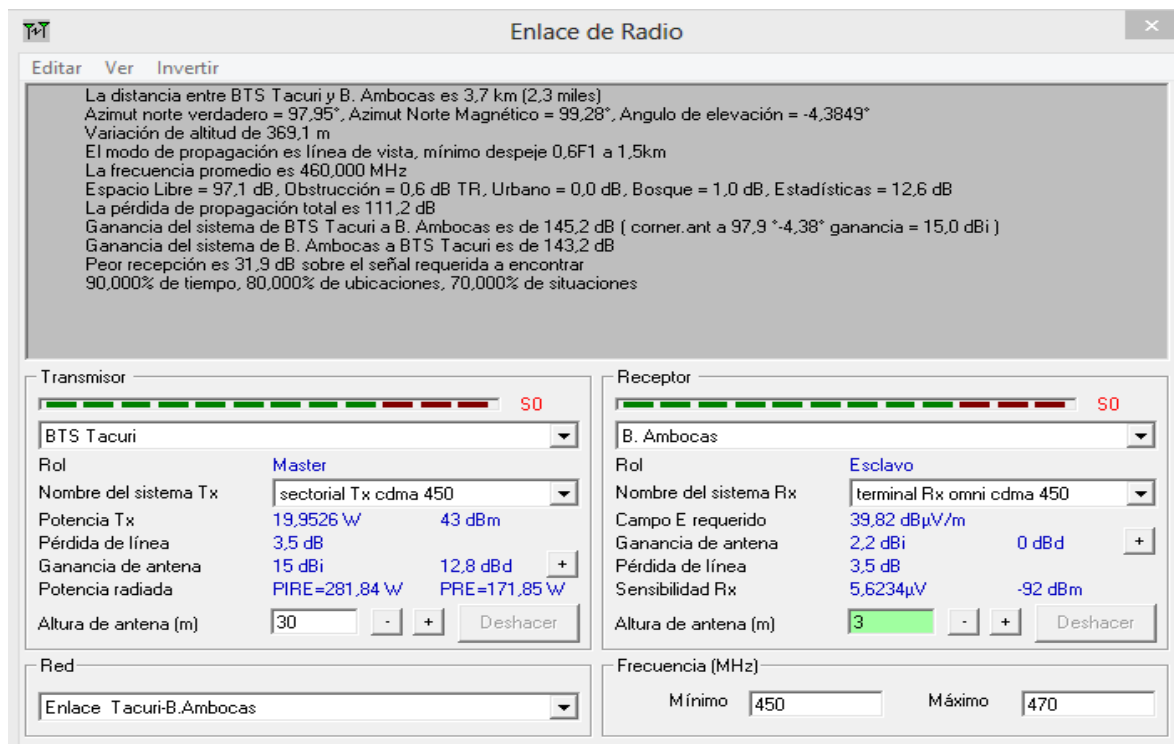 Enlace de Radio
Editar Ver Invertir
La distancia entre BTS Tacuri y B. Ambocas es 3,7 km (2,3 miles)
Azimut norte verdadero = 97,95°, Azimut Norte Magnético = 99,28°, Angulo de elevación = -4,3849°
Variación de altitud de 369,1 m
El modo de propagación es línea de vista, mínimo despeje 0,6F1 a 1,5km
La frecuencia promedio es 460,000 MHz
Espacio Libre = 97,1 dB, Obstrucción = 0,6 dB TR, Urbano = 0,0 dB, Bosque = 1,0 dB, Estadísticas = 12,6 dB
La pérdida de propagación total es 111,2 dB
Ganancia del sistema de BTS Tacuri a B. Ambocas es de 145,2 dB ( corner.ant a 97,9 °-4,38° ganancia = 15,0 dBi )
Ganancia del sistema de B. Ambocas a BTS Tacuri es de 143,2 dB
Peor recepción es 31,9 dB sobre el señal requerida a encontrar
90,000% de tiempo, 80,000% de ubicaciones, 70,000% de situaciones
Transmisor
S0
BTS Tacuri
Rol Master
Nombre del sistema Tx sectorial Tx cdma 450
Potencia Tx 19,9526 W 43 dBm
Pérdida de línea 3,5 dB
Ganancia de antena 15 dBi 12,8 dBd +
Potencia radiada PIRE=281,84 W PRE=171,85 W
Altura de antena (m) 30 - + Deshacer
Receptor
S0
B. Ambocas
Rol Esclavo
Nombre del sistema Rx terminal Rx omni cdma 450
Campo E requerido 39,82 dBµV/m
Ganancia de antena 2,2 dBi 0 dBd +
Pérdida de línea 3,5 dB
Sensibilidad Rx 5,6234µV -92 dBm
Altura de antena (m) 3 - + Deshacer
Red
Enlace Tacuri-B.Ambocas
Frecuencia (MHz)
Mínimo 450 Máximo 470